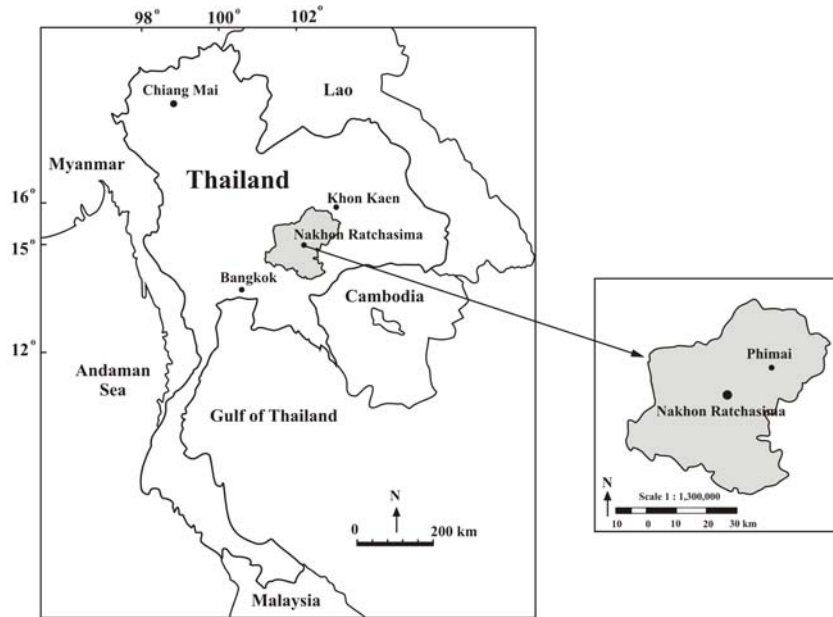 98°
100°
102°
Chiang Mai
Lao
Myanmar
Thailand
16°
Khon Kaen
Nakhon Ratchasima
15°
Bangkok
Cambodia
12°
Andaman
Sea
Gulf of Thailand
N
0
200 km
Malaysia
Phimai
Nakhon Ratchasima
N
Scale 1 : 1,300,000
10 0 10 20 30 km